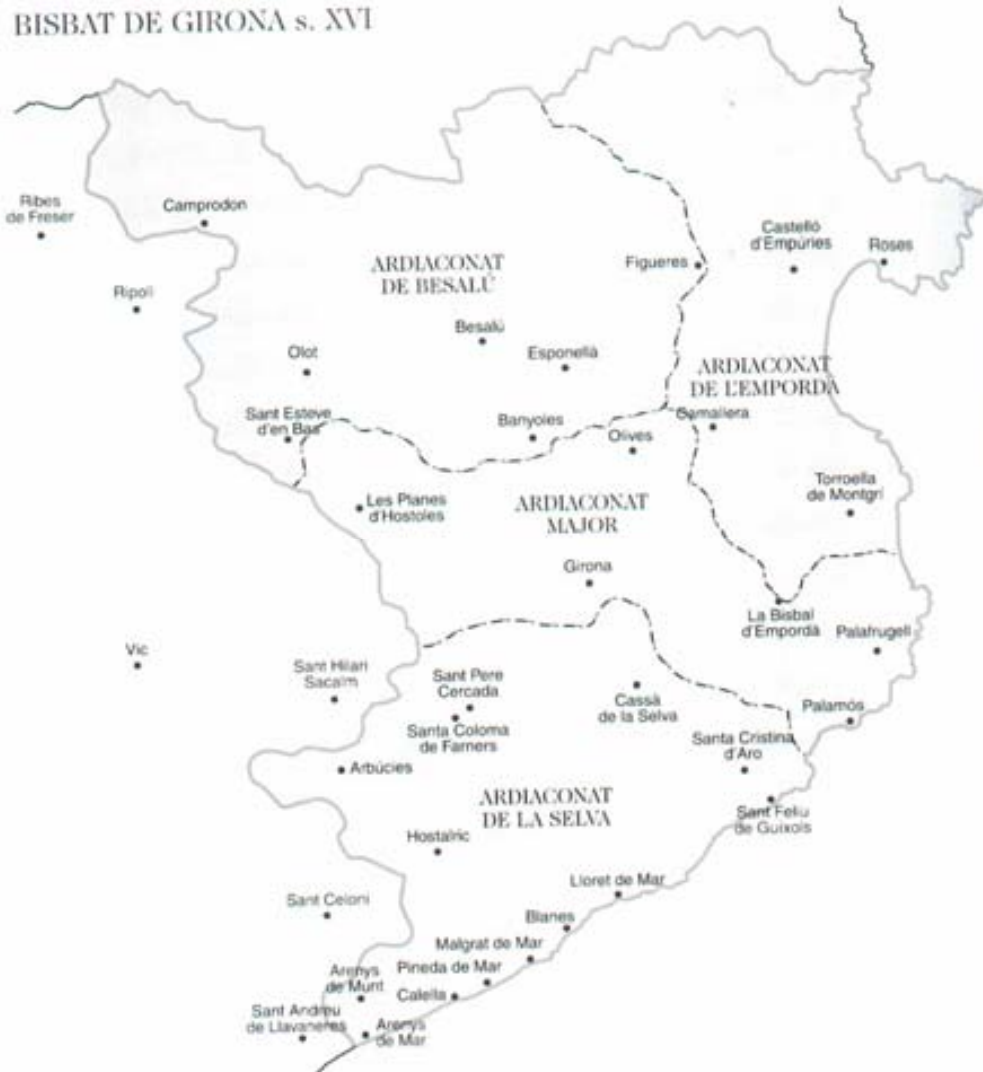 BISBAT DE GIRONA s. XVI
Ribes
de Freser
Camprodon
Castelló
d'Empúries
Roses
ARDIACONAT
DE BESALÚ
Figueres
Ripoll
Besalú
Olot
Esponellà
ARDIACONAT
DE L'EMPORDÀ
Sant Esteve
d'en Bas
Banyoles
Olives
Camallera
Les Planes
d'Hostoles
ARDIACONAT
MAJOR
Torroella
de Montgrí
Girona
La Bisbal
d'Empordà
Palafrugell
Vic
Sant Hilari
Sacalm
Sant Pere
Cercada
Santa Coloma
de Farners
Cassà
de la Selva
Palamós
Santa Cristina
d'Aro
Arbúcies
ARDIACONAT
DE LA SELVA
Sant Feliu
de Guíxols
Hostalric
Lloret de Mar
Sant Celoni
Blanes
Malgrat de Mar
Pineda de Mar
Calella
Arenys
de Munt
Sant Andreu
de Llavaneres
Arenys
de Mar